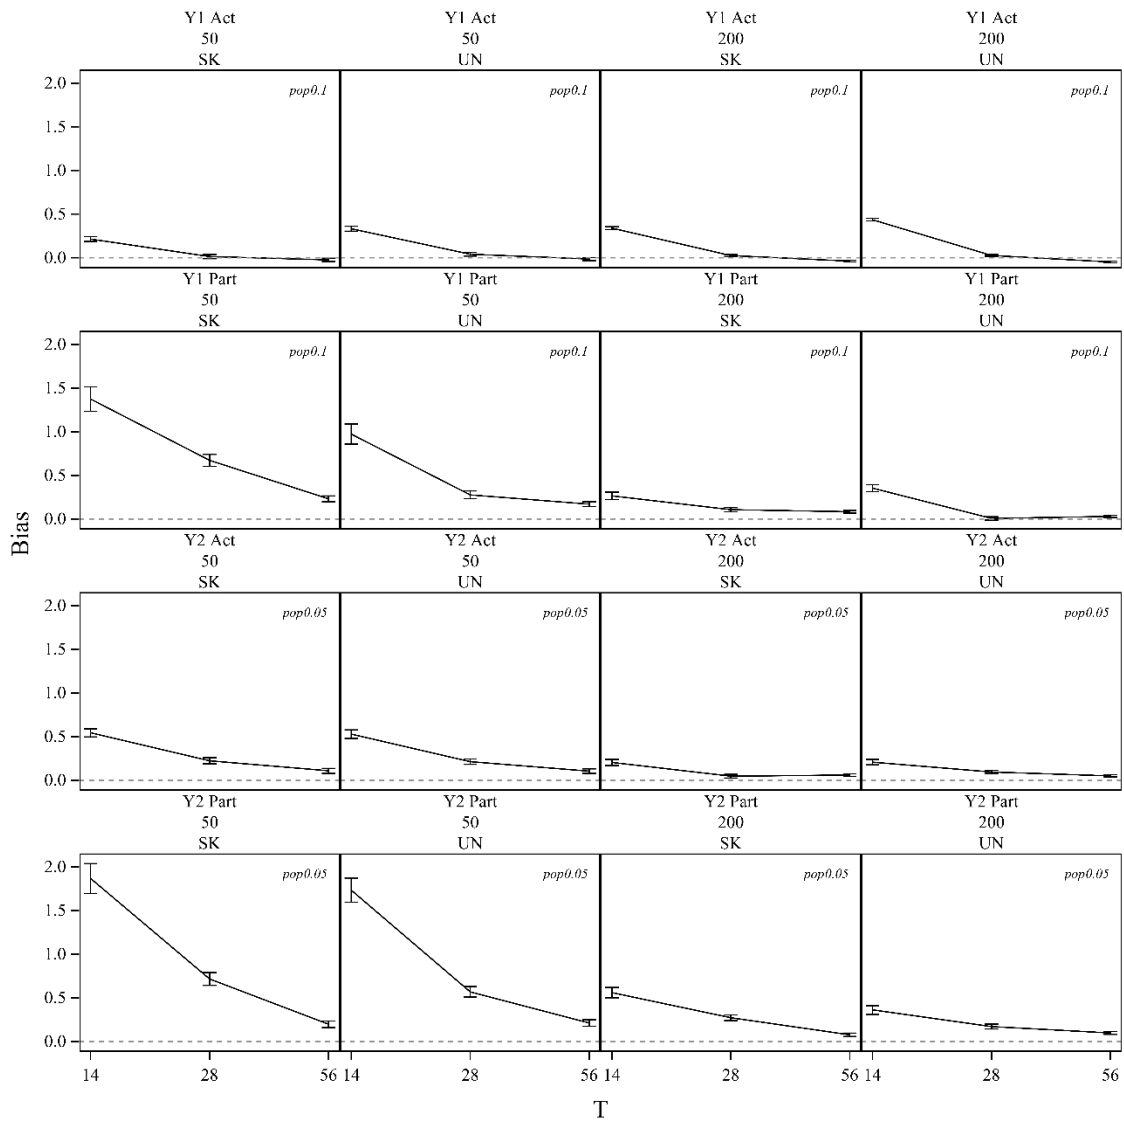 Y1 Act Y1 Act Y1 Act Y1 Act
50 50 200 200
SK UN SK UN
2.0 pop0.1 pop0.1 pop0.1 pop0.1
1.5
1.0
0.5
0.0
Y1 Part Y1 Part Y1 Part Y1 Part
50 50 200 200
SK UN SK UN
2.0 pop0.1 pop0.1 pop0.1 pop0.1
1.5
1.0
0.5
0.0
Bias
Y2 Act Y2 Act Y2 Act Y2 Act
50 50 200 200
SK UN SK UN
2.0 pop0.05 pop0.05 pop0.05 pop0.05
1.5
1.0
0.5
0.0
Y2 Part Y2 Part Y2 Part Y2 Part
50 50 200 200
SK UN SK UN
2.0 pop0.05 pop0.05 pop0.05 pop0.05
1.5
1.0
0.5
0.0
14 28 56 14 28 56 14 28 56 14 28 56
T